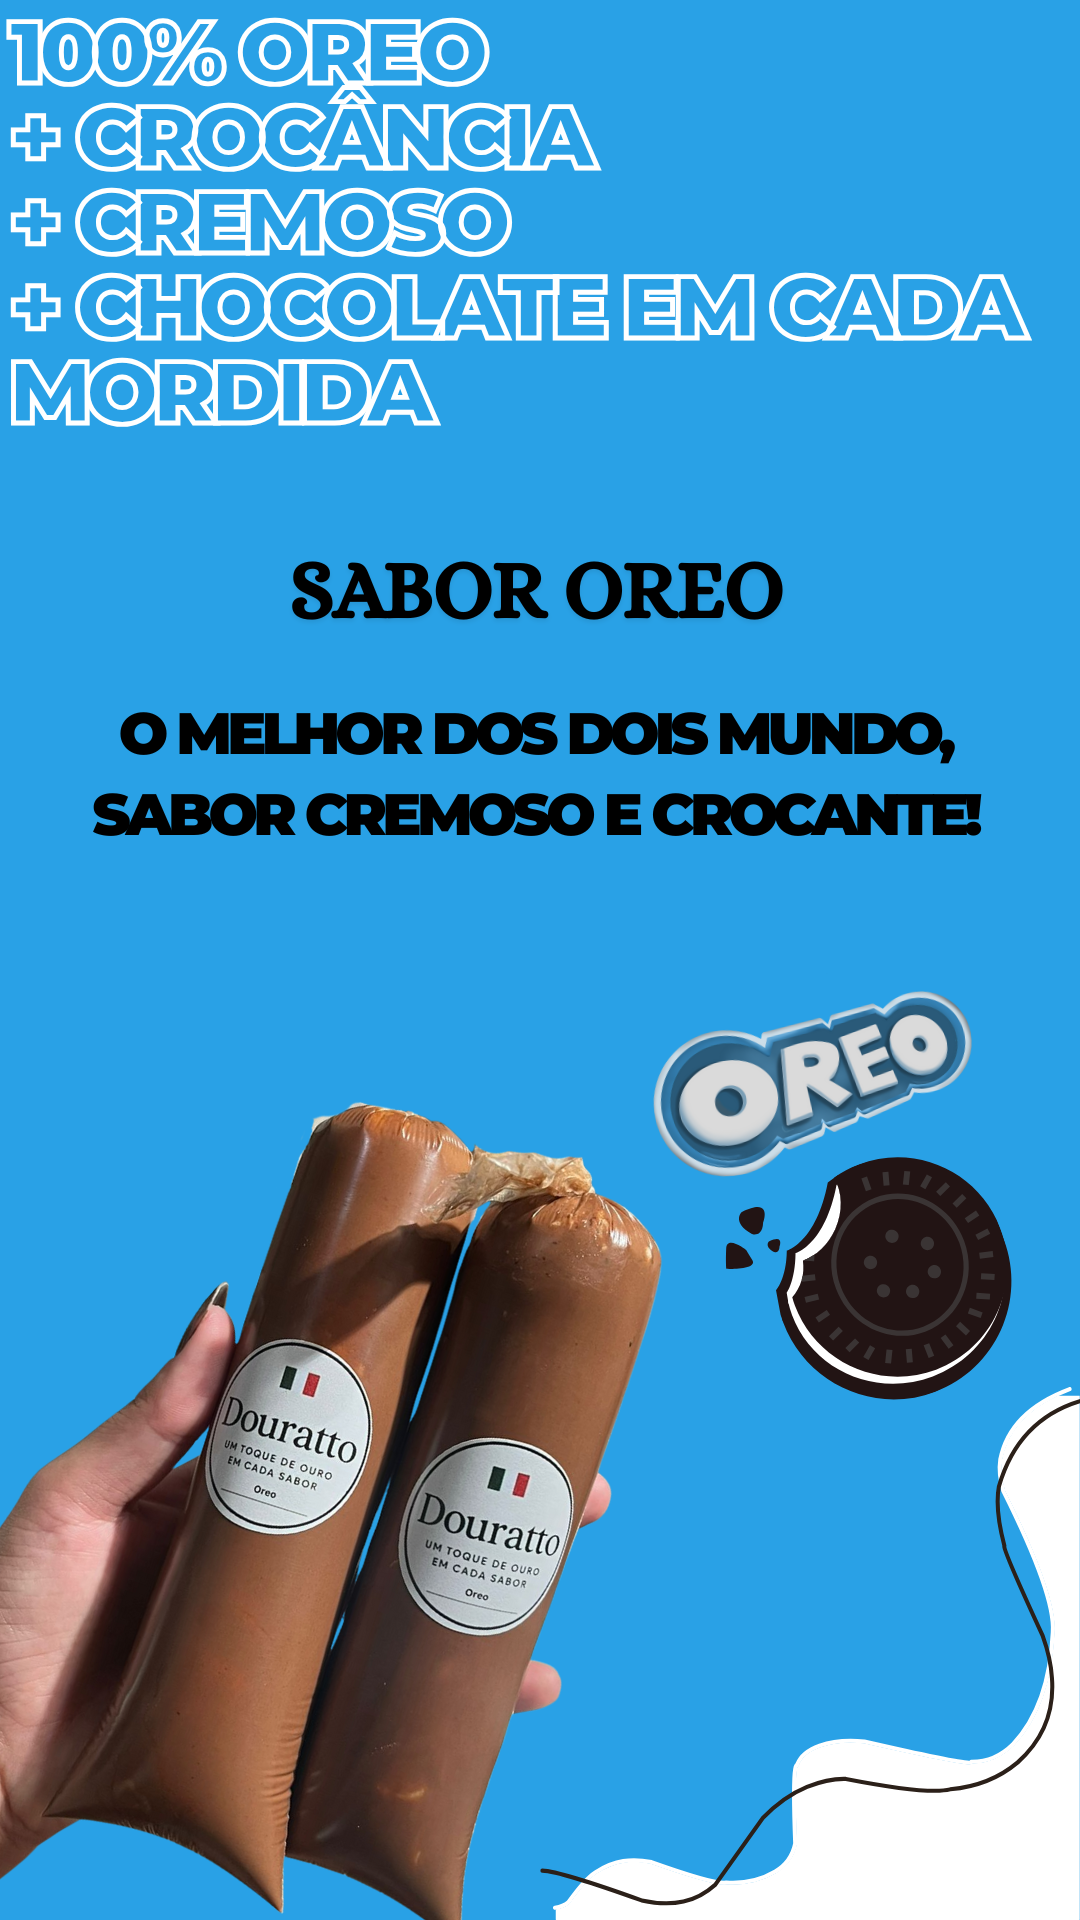 100% OREO
+ CROCÂNCIA
+ CREMOSO
+ CHOCOLATE EM CADA
MORDIDA
SABOR OREO
O MELHOR DOS DOIS MUNDO,
SABOR CREMOSO E CROCANTE!
OREO
Douratto
UM TOQUE DE OURO
EM CADA SABOR
Oreo
Douratto
UM TOQUE DE OURO
EM CADA SABOR
Oreo